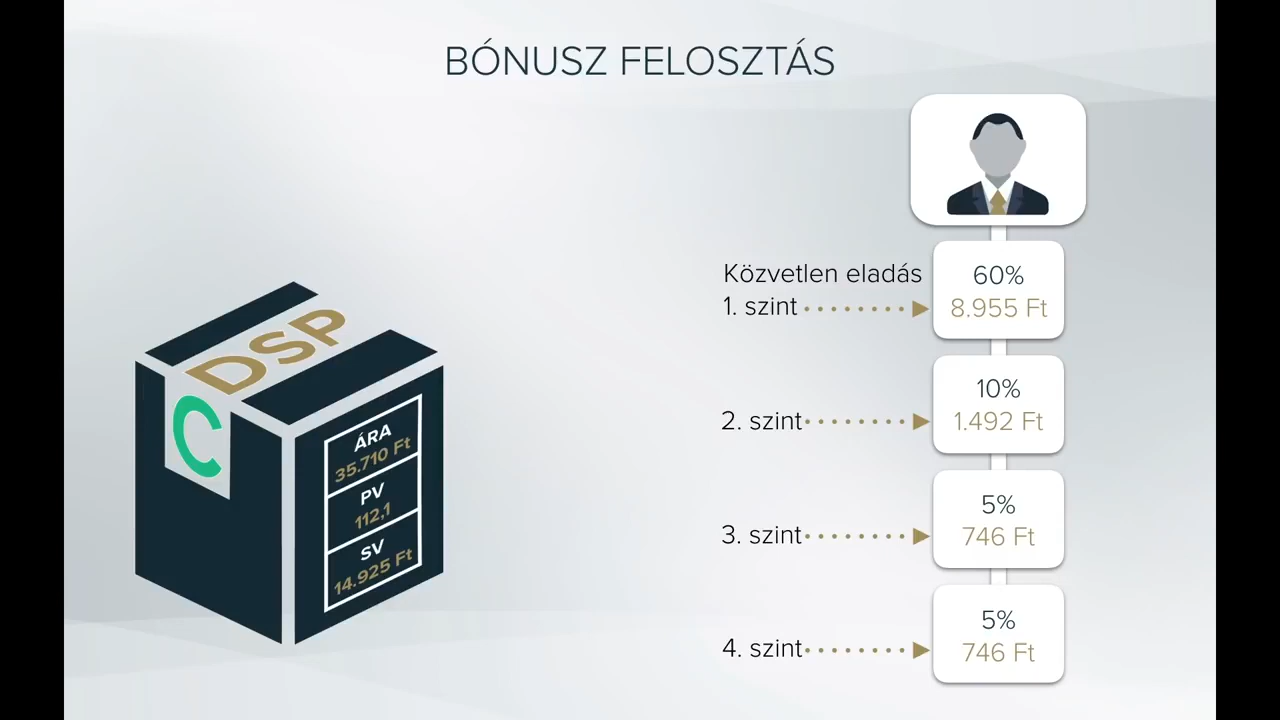 BÓNUSZ FELOSZTÁS
DSP
C
ÁRA
35.710 Ft
PV
112,1
SV
14.925 Ft
Közvetlen eladás
1. szint
60%
8.955 Ft
2. szint
10%
1.492 Ft
3. szint
5%
746 Ft
4. szint
5%
746 Ft